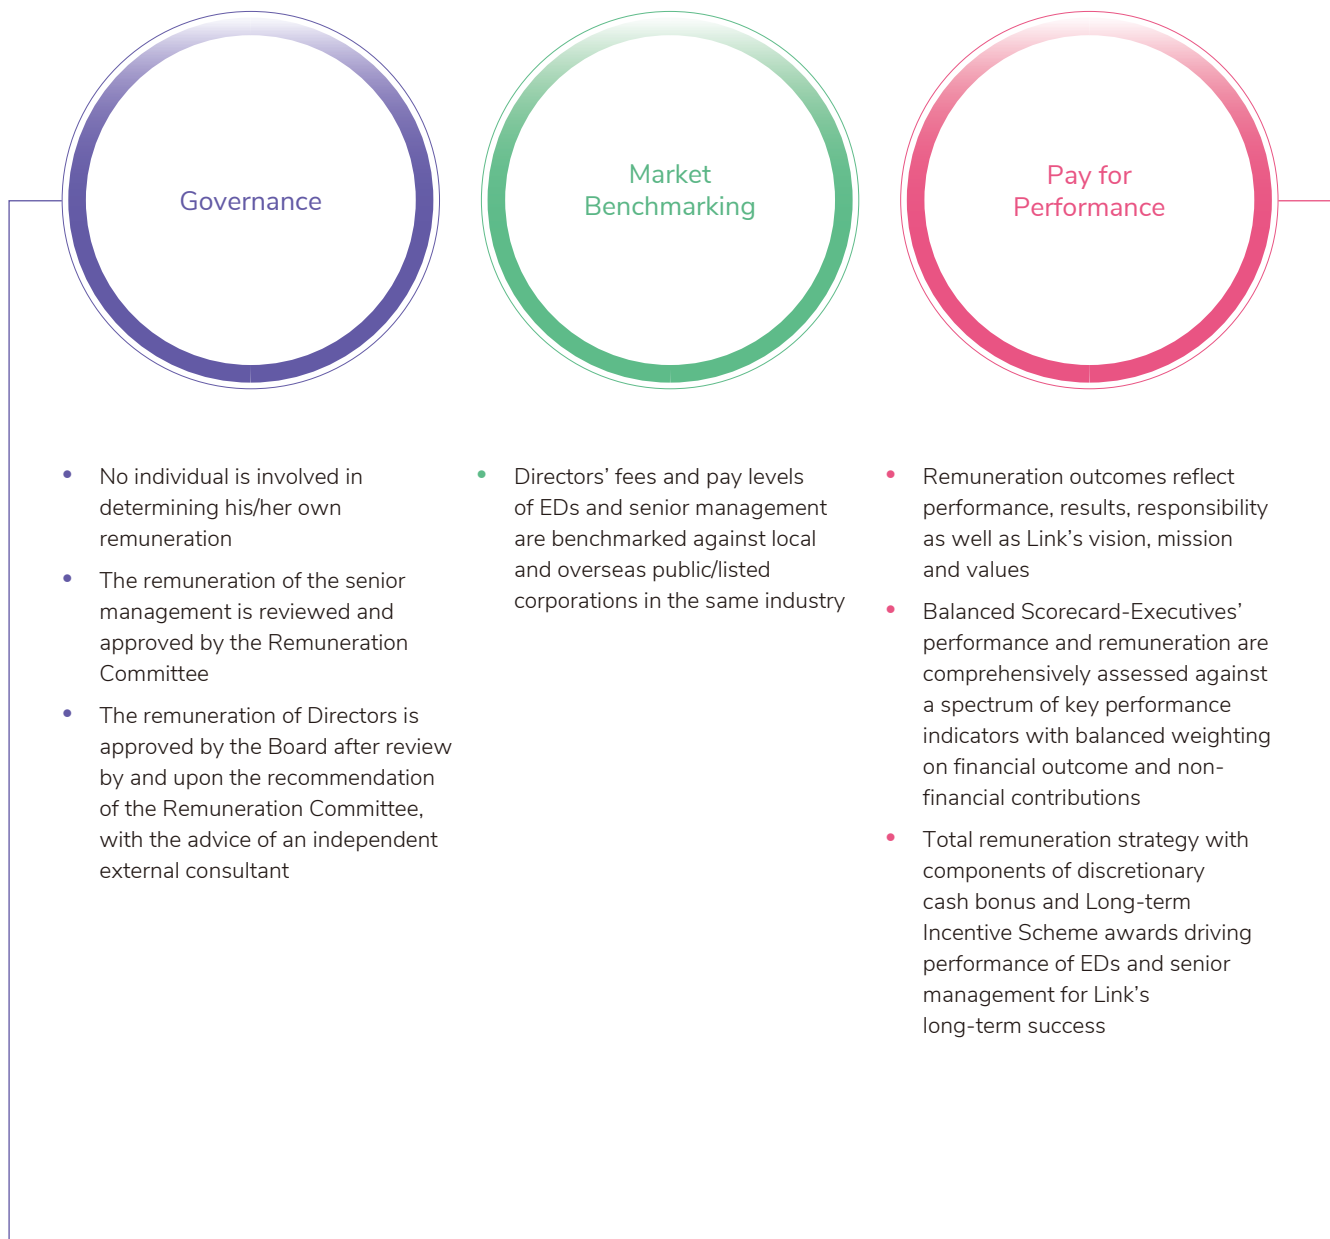 Governance
Market
Benchmarking
Pay for
Performance
• No individual is involved in
determining his/her own
remuneration
• The remuneration of the senior
management is reviewed and
approved by the Remuneration
Committee
• The remuneration of Directors is
approved by the Board after review
by and upon the recommendation
of the Remuneration Committee,
with the advice of an independent
external consultant
• Directors’ fees and pay levels
of EDs and senior management
are benchmarked against local
and overseas public/listed
corporations in the same industry
• Remuneration outcomes reflect
performance, results, responsibility
as well as Link’s vision, mission
and values
• Balanced Scorecard-Executives’
performance and remuneration are
comprehensively assessed against
a spectrum of key performance
indicators with balanced weighting
on financial outcome and non-
financial contributions
• Total remuneration strategy with
components of discretionary
cash bonus and Long-term
Incentive Scheme awards driving
performance of EDs and senior
management for Link’s
long-term success